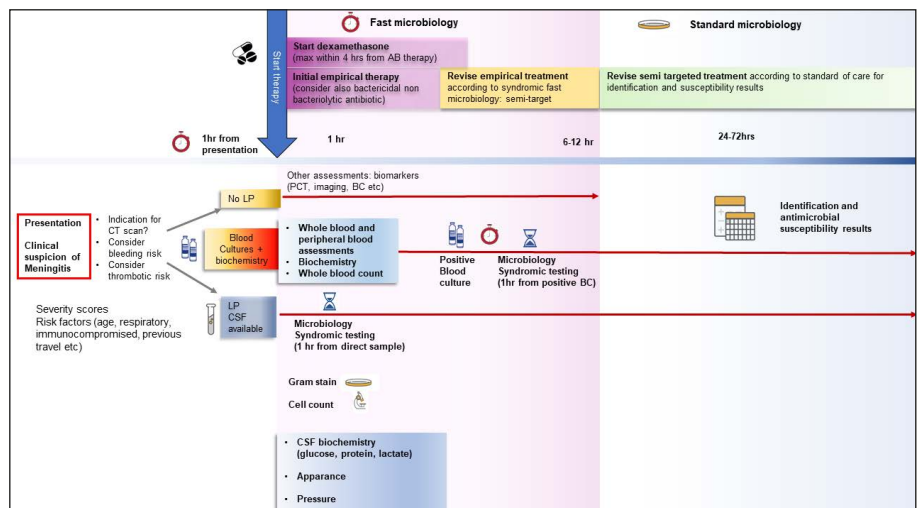 Fast microbiology
Standard microbiology
Start therapy
Start dexamethasone
(max within 4 hrs from AB therapy)
Initial empirical therapy
(consider also bactericidal non
bacteriolytic antibiotic)
Revise empirical treatment
according to syndromic fast
microbiology: semi-target
Revise semi targeted treatment according to standard of care for
identification and susceptibility results
1hr from
presentation
1 hr
6-12 hr
24-72hrs
Presentation
Clinical
suspicion of
Meningitis
• Indication for
CT scan?
• Consider
bleeding risk
• Consider
thrombotic risk
Severity scores
Risk factors (age, respiratory,
immunocompromised, previous
travel etc)
No LP
Other assessments: biomarkers
(PCT, imaging, BC etc)
Blood
Cultures +
biochemistry
• Whole blood and
peripheral blood
assessments
• Biochemistry
• Whole blood count
Positive
Blood
culture
Microbiology
Syndromic testing
(1hr from positive BC)
Identification and
antimicrobial
susceptibility results
LP
CSF
available
Microbiology
Syndromic testing
(1 hr from direct sample)
Gram stain
Cell count
• CSF biochemistry
(glucose, protein, lactate)
• Apparance
• Pressure